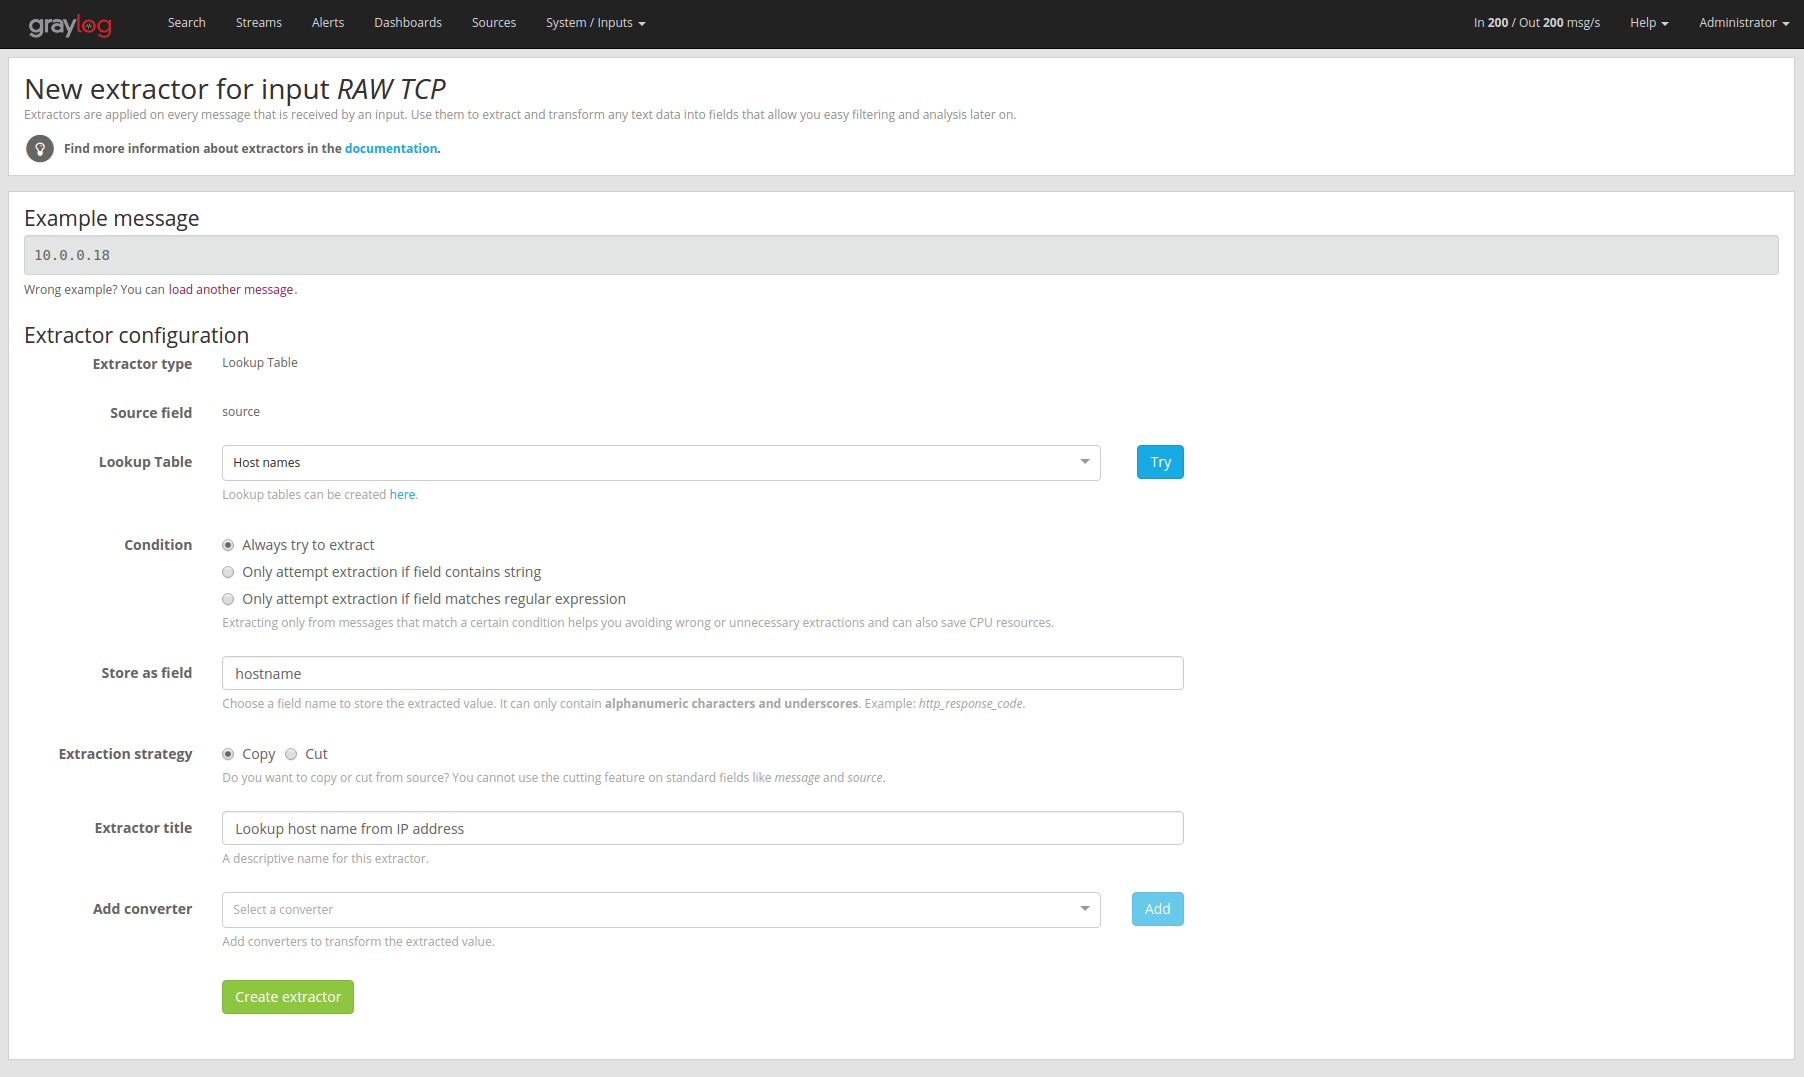 graylog Search Streams Alerts Dashboards Sources System / Inputs In 200 / Out 200 msg/s Help Administrator
New extractor for input RAW TCP
Extractors are applied on every message that is received by an input. Use them to extract and transform any text data into fields that allow you easy filtering and analysis later on.
Find more information about extractors in the documentation.
Example message
10.0.0.18
Wrong example? You can load another message.
Extractor configuration
Extractor type Lookup Table
Source field source
Lookup Table Host names Try
Lookup tables can be created here.
Condition Always try to extract
Only attempt extraction if field contains string
Only attempt extraction if field matches regular expression
Extracting only from messages that match a certain condition helps you avoiding wrong or unnecessary extractions and can also save CPU resources.
Store as field hostname
Choose a field name to store the extracted value. It can only contain alphanumeric characters and underscores. Example: http_response_code.
Extraction strategy Copy Cut
Do you want to copy or cut from source? You cannot use the cutting feature on standard fields like message and source.
Extractor title Lookup host name from IP address
A descriptive name for this extractor.
Add converter Select a converter Add
Add converters to transform the extracted value.
Create extractor